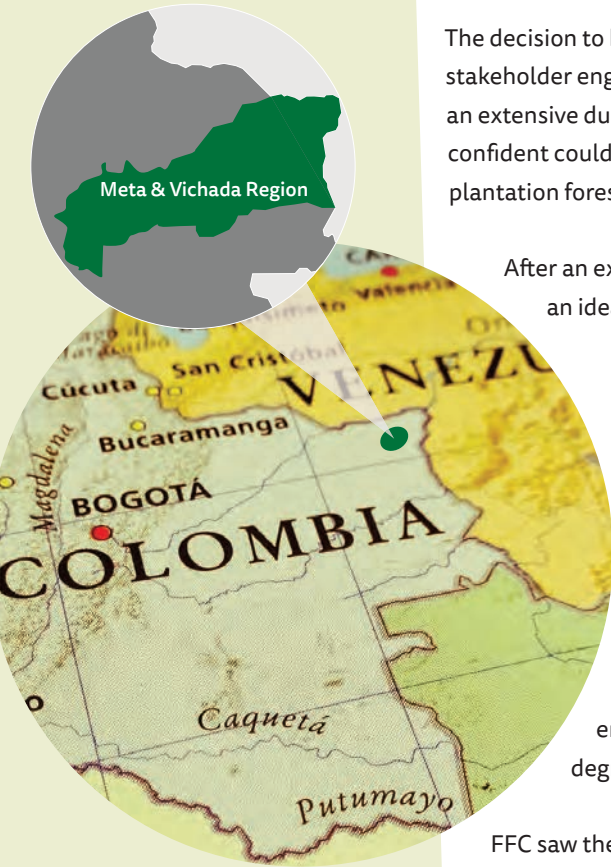 Meta & Vichada Region
The decision to
stakeholder eng
an extensive du
confident could
plantation fores
After an ex
an ide
Valencia
San Cristóbal
VENEZU
Cúcuta
Bucaramanga
Magdalena
BOGOTÁ
COLOMBIA
Caquetá
Putumayo
en
deg
FFC saw the